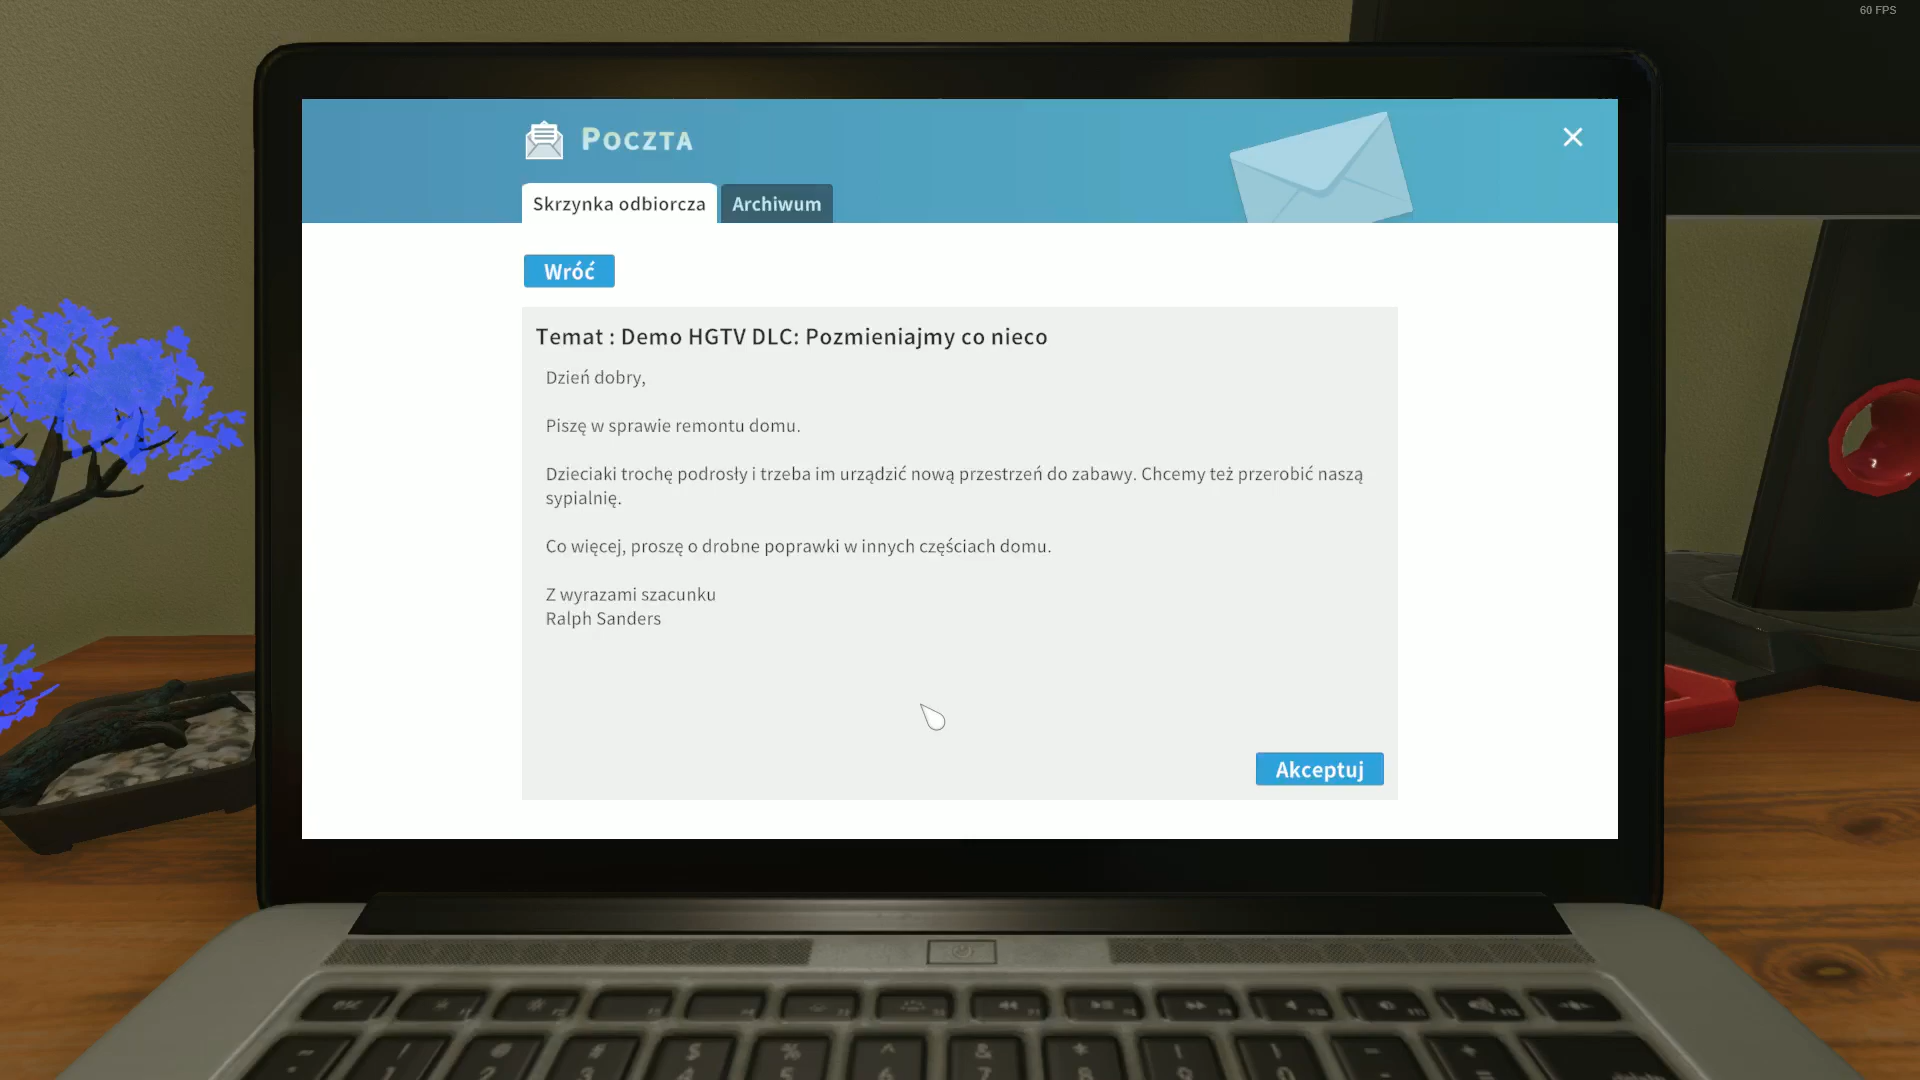 60 FPS
Poczta
Skrzynka odbiorcza
Archiwum
Wróć
Temat : Demo HGTV DLC: Pozmieniajmy co nieco
Dzień dobry,
Piszę w sprawie remontu domu.
Dzieciaki trochę podrosły i trzeba im urządzić nową przestrzeń do zabawy. Chcemy też przerobić naszą
sypialnię.
Co więcej, proszę o drobne poprawki w innych częściach domu.
Z wyrazami szacunku
Ralph Sanders
Akceptuj
esc